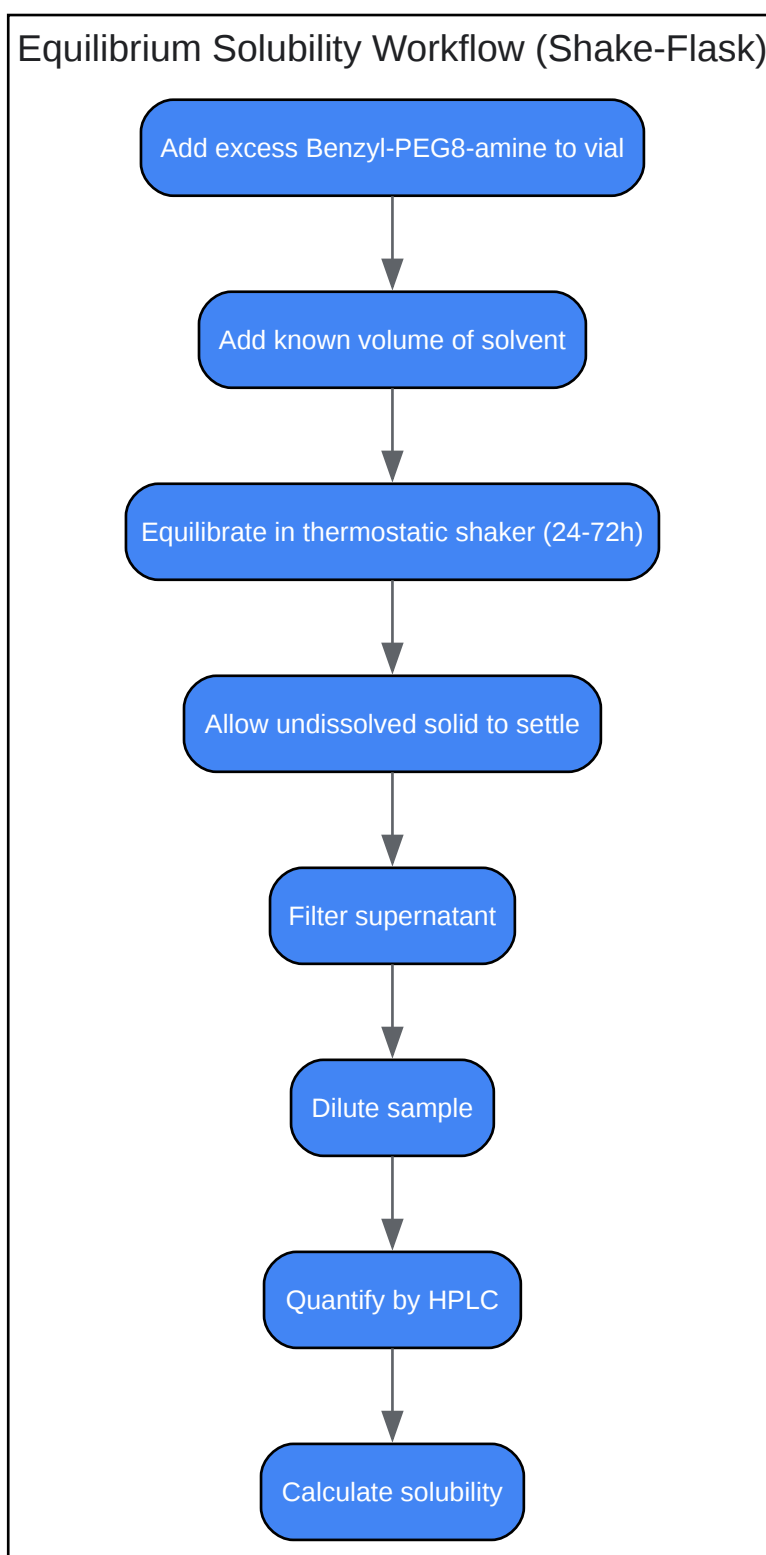 Equilibrium Solubility Workflow (Shake-Flask)
Add excess Benzyl-PEG8-amine to vial
Add known volume of solvent
Equilibrate in thermostatic shaker (24-72h)
Allow undissolved solid to settle
Filter supernatant
Dilute sample
Quantify by HPLC
Calculate solubility